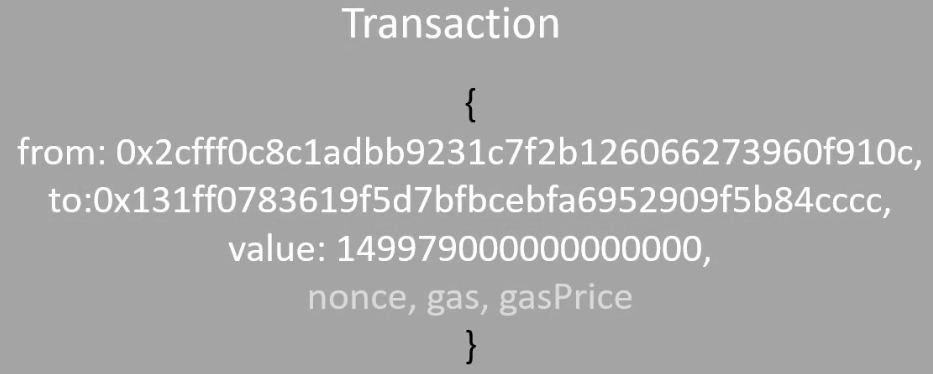 Transaction
{
from: 0x2cfff0c8c1adbb9231c7f2b126066273960f910c,
to:0x131ff0783619f5d7bfbcebfa6952909f5b84cccc,
value: 149979000000000000,
nonce, gas, gasPrice
}